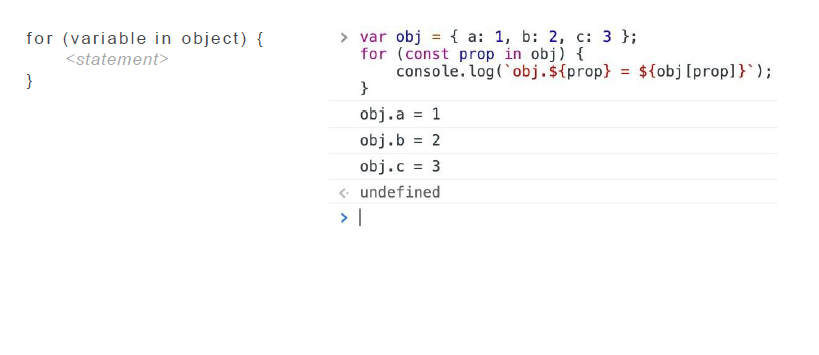 for (variable in object) {
<statement>
}
> var obj = { a: 1, b: 2, c: 3 };
for (const prop in obj) {
console.log(`obj.${prop} = ${obj[prop]}`);
}
obj.a = 1
obj.b = 2
obj.c = 3
undefined
>